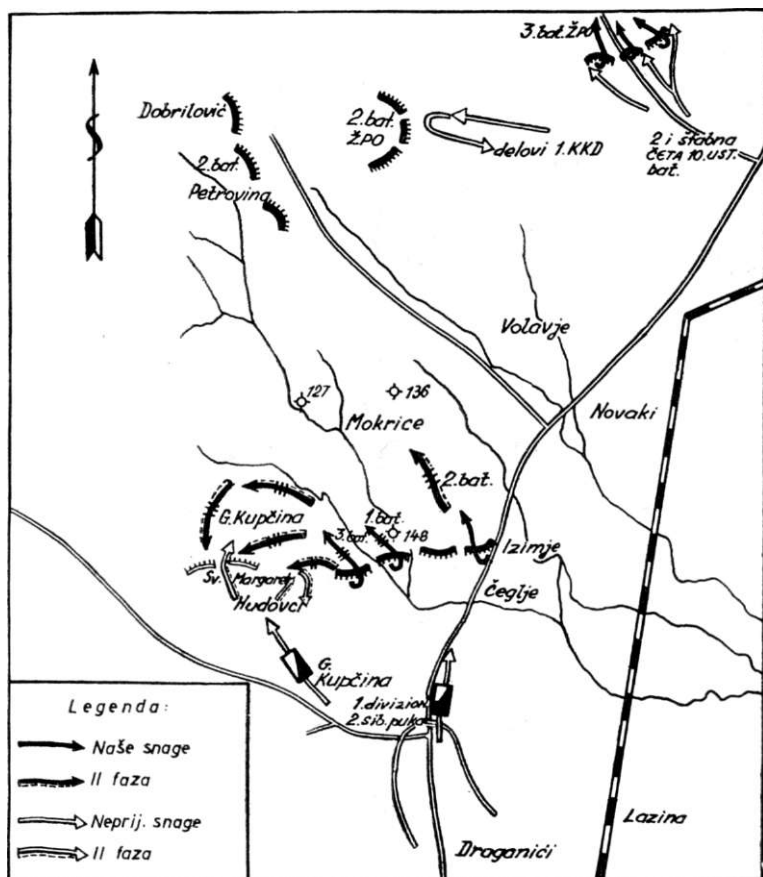 3. bat. ŽPO
Dobrilović
2. bat.
ŽPO
2. bat.
Petrovina
delovi 1. KKD
2 i štabna
ČETA 10. UST.
bat.
Volavje
127
136
Mokrice
Novaki
2. bat.
G. Kupčina
1. bat.
3. bat.
148
Izimje
Sv. Margareta
Hudovci
Čeglje
G.
Kupčina
1. divizion
2. sib. puka
Legenda:
Naše snage
II faza
Neprij. snage
II faza
Draganići
Lazina